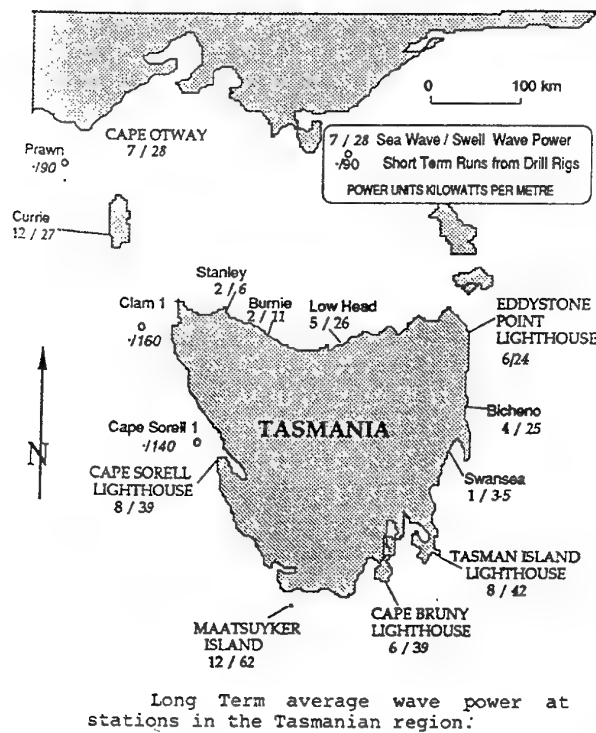 0 100 km
7 / 28 Sea Wave / Swell Wave Power
-/90 Short Term Runs from Drill Rigs
POWER UNITS KILOWATTS PER METRE
CAPE OTWAY
7 / 28
Prawn
-/90
Currie
12 / 27
Stanley
2 / 6
Burnie
2 / 11
Low Head
5 / 26
Clam 1
-/160
EDDYSTONE
POINT
LIGHTHOUSE
6/24
Bicheno
4 / 25
Cape Sorell 1
-/140
TASMANIA
N
CAPE SORELL
LIGHTHOUSE
8 / 39
Swansea
1 / 3.5
TASMAN ISLAND
LIGHTHOUSE
8 / 42
MAATSUYKER
ISLAND
12 / 62
CAPE BRUNY
LIGHTHOUSE
6 / 39
Long Term average wave power at
stations in the Tasmanian region.